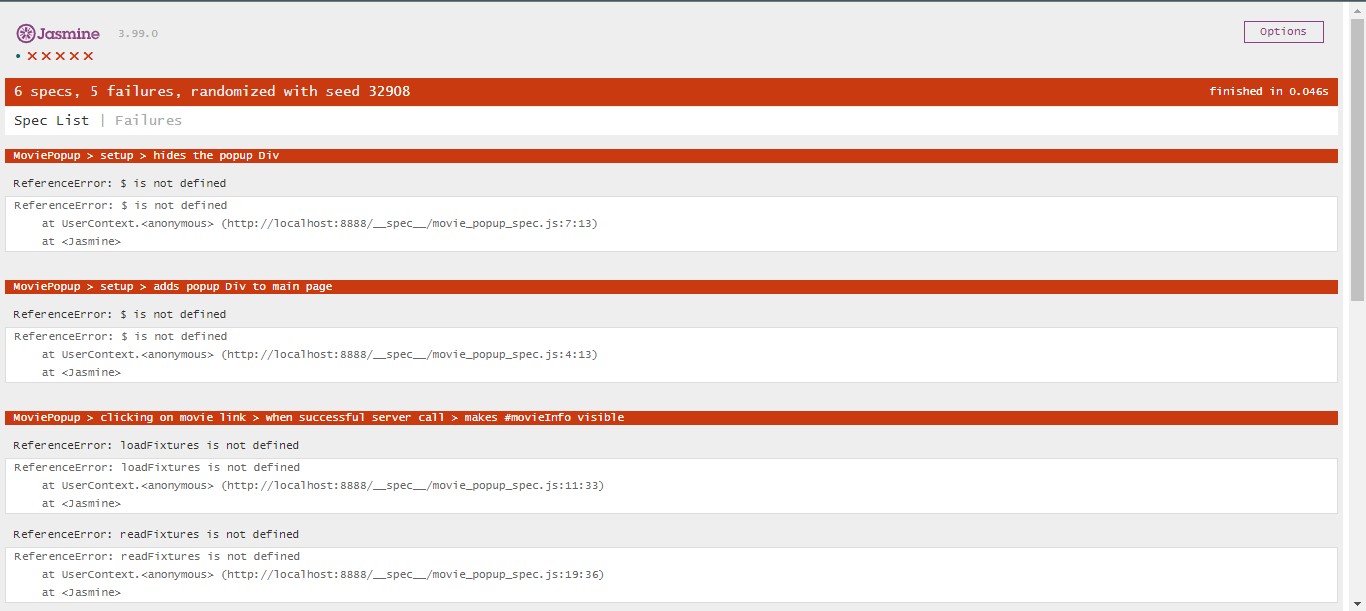 Jasmine 3.99.0 Options
• × × × × ×
6 specs, 5 failures, randomized with seed 32908 finished in 0.046s
Spec List | Failures
MoviePopup > setup > hides the popup Div
ReferenceError: $ is not defined
ReferenceError: $ is not defined
at UserContext.<anonymous> (http://localhost:8888/__spec__/movie_popup_spec.js:7:13)
at <Jasmine>
MoviePopup > setup > adds popup Div to main page
ReferenceError: $ is not defined
ReferenceError: $ is not defined
at UserContext.<anonymous> (http://localhost:8888/__spec__/movie_popup_spec.js:4:13)
at <Jasmine>
MoviePopup > clicking on movie link > when successful server call > makes #movieInfo visible
ReferenceError: loadFixtures is not defined
ReferenceError: loadFixtures is not defined
at UserContext.<anonymous> (http://localhost:8888/__spec__/movie_popup_spec.js:11:33)
at <Jasmine>
ReferenceError: readFixtures is not defined
ReferenceError: readFixtures is not defined
at UserContext.<anonymous> (http://localhost:8888/__spec__/movie_popup_spec.js:19:36)
at <Jasmine>